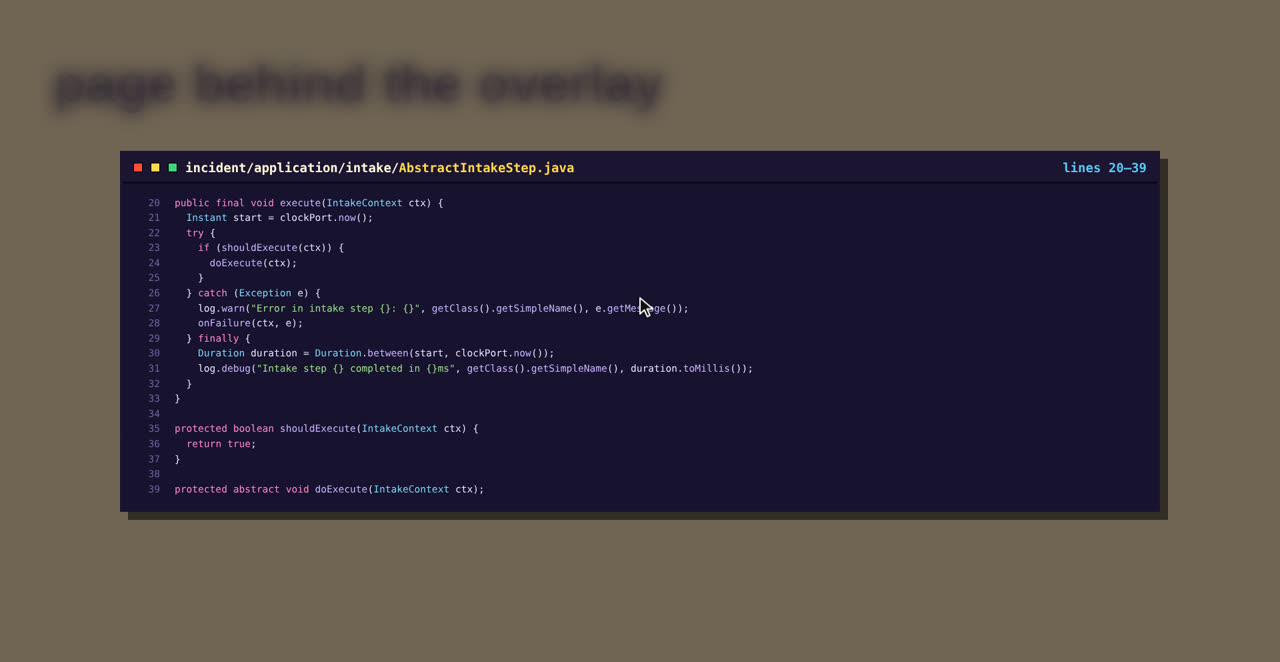 page behind the overlay
incident/application/intake/AbstractIntakeStep.java lines 20–39
20 public final void execute(IntakeContext ctx) {
21 Instant start = clockPort.now();
22 try {
23 if (shouldExecute(ctx)) {
24 doExecute(ctx);
25 }
26 } catch (Exception e) {
27 log.warn("Error in intake step {}: {}", getClass().getSimpleName(), e.getMessage());
28 onFailure(ctx, e);
29 } finally {
30 Duration duration = Duration.between(start, clockPort.now());
31 log.debug("Intake step {} completed in {}ms", getClass().getSimpleName(), duration.toMillis());
32 }
33 }
34
35 protected boolean shouldExecute(IntakeContext ctx) {
36 return true;
37 }
38
39 protected abstract void doExecute(IntakeContext ctx);